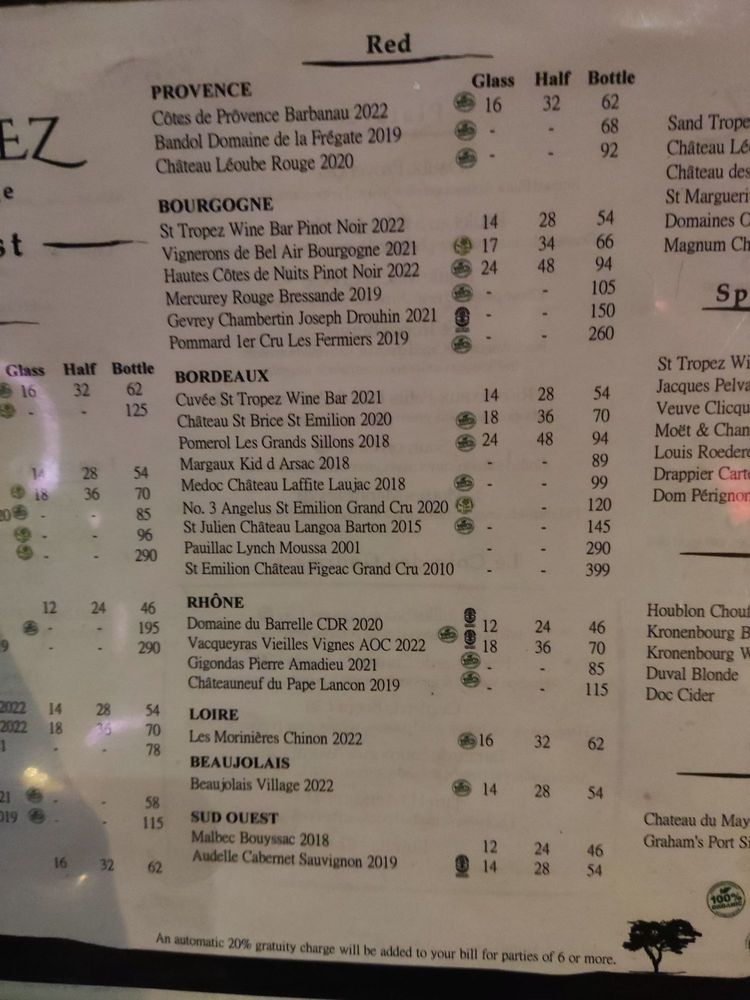 EZ
e
st
Glass Half Bottle
16 32 62
- - 125
14 28 54
18 36 70
- - 85
- - 96
- - 290
12 24 46
- - 195
- - 290
2022 14 28 54
2022 18 36 70
1 - - 78
21 - - 58
019 - - 115
16 32 62
Red
Glass Half Bottle
PROVENCE
Côtes de Prôvence Barbanau 2022 16 32 62
Bandol Domaine de la Frégate 2019 - - 68
Château Léoube Rouge 2020 - - 92
BOURGOGNE
St Tropez Wine Bar Pinot Noir 2022 14 28 54
Vignerons de Bel Air Bourgogne 2021 17 34 66
Hautes Côtes de Nuits Pinot Noir 2022 24 48 94
Mercurey Rouge Bressande 2019 - - 105
Gevrey Chambertin Joseph Drouhin 2021 - - 150
Pommard 1er Cru Les Fermiers 2019 - - 260
BORDEAUX
Cuvée St Tropez Wine Bar 2021 14 28 54
Château St Brice St Emilion 2020 18 36 70
Pomerol Les Grands Sillons 2018 24 48 94
Margaux Kid d Arsac 2018 - - 89
Medoc Château Laffite Laujac 2018 - - 99
No. 3 Angelus St Emilion Grand Cru 2020 - 120
St Julien Château Langoa Barton 2015 - - 145
Pauillac Lynch Moussa 2001 - - 290
St Emilion Château Figeac Grand Cru 2010 - - 399
RHÔNE
Domaine du Barrelle CDR 2020 12 24 46
Vacqueyras Vieilles Vignes AOC 2022 18 36 70
Gigondas Pierre Amadieu 2021 - - 85
Châteauneuf du Pape Lancon 2019 - - 115
LOIRE
Les Morinières Chinon 2022 16 32 62
BEAUJOLAIS
Beaujolais Village 2022 14 28 54
SUD OUEST
Malbec Bouyssac 2018 12 24 46
Audelle Cabernet Sauvignon 2019 14 28 54
An automatic 20% gratuity charge will be added to your bill for parties of 6 or more.
Sand Trope
Château Lé
Château des
St Margueri
Domaines O
Magnum Ch
Sp
St Tropez Wi
Jacques Pelva
Veuve Clicqu
Moët & Chan
Louis Roedere
Drappier Carte
Dom Pérignon
Houblon Chouf
Kronenbourg B
Kronenbourg W
Duval Blonde
Doc Cider
Chateau du May
Graham's Port Si
100%
ORGANIC